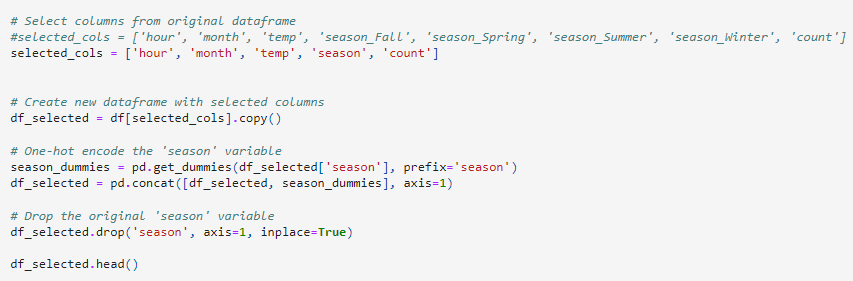 # Select columns from original dataframe
#selected_cols = ['hour', 'month', 'temp', 'season_Fall', 'season_Spring', 'season_Summer', 'season_Winter', 'count']
selected_cols = ['hour', 'month', 'temp', 'season', 'count']
# Create new dataframe with selected columns
df_selected = df[selected_cols].copy()
# One-hot encode the 'season' variable
season_dummies = pd.get_dummies(df_selected['season'], prefix='season')
df_selected = pd.concat([df_selected, season_dummies], axis=1)
# Drop the original 'season' variable
df_selected.drop('season', axis=1, inplace=True)
df_selected.head()